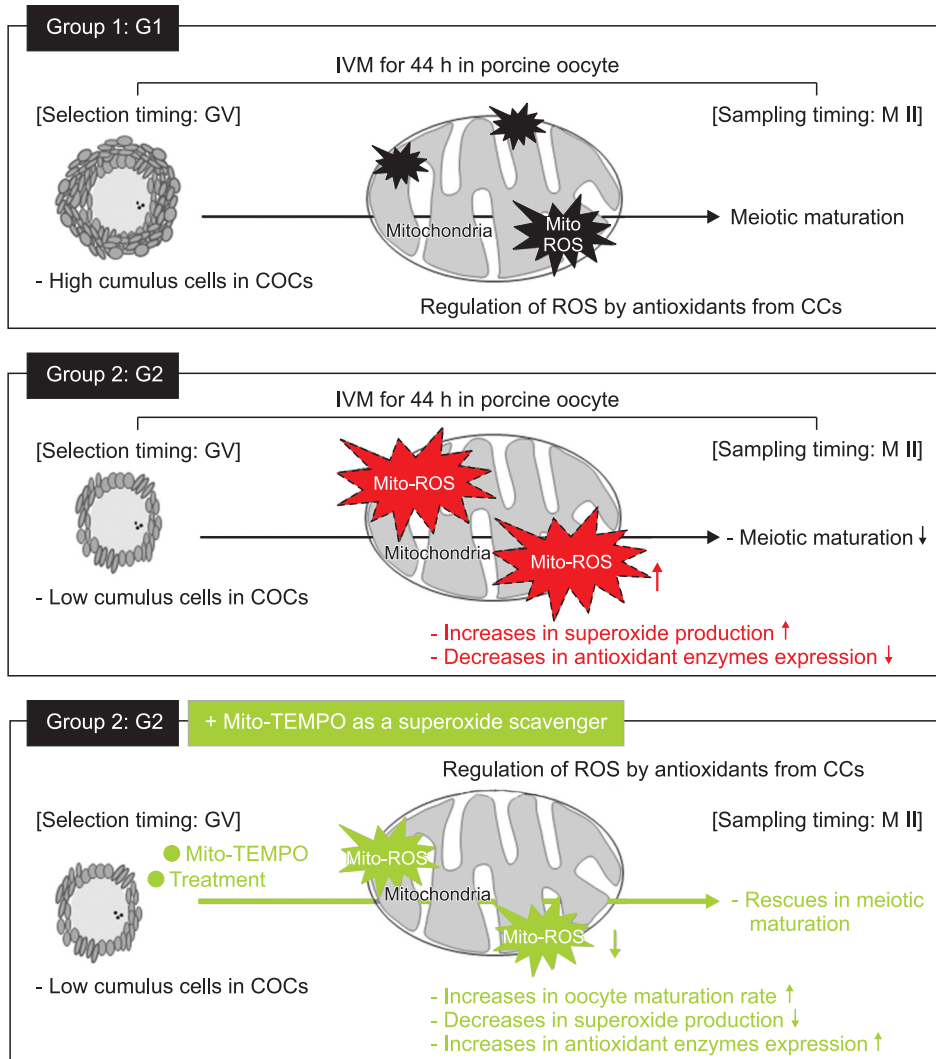 Group 1: G1
IVM for 44 h in porcine oocyte
[Selection timing: GV]
[Sampling timing: M II]
Mitochondria
Mito
ROS
Meiotic maturation
- High cumulus cells in COCs
Regulation of ROS by antioxidants from CCs
Group 2: G2
IVM for 44 h in porcine oocyte
[Selection timing: GV]
[Sampling timing: M II]
Mito-ROS
Mitochondria
Mito-ROS ↑
- Meiotic maturation ↓
- Low cumulus cells in COCs
- Increases in superoxide production ↑
- Decreases in antioxidant enzymes expression ↓
Group 2: G2
+ Mito-TEMPO as a superoxide scavenger
Regulation of ROS by antioxidants from CCs
[Selection timing: GV]
[Sampling timing: M II]
Mito-TEMPO
Treatment
Mito-ROS
Mitochondria
Mito-ROS ↓
- Rescues in meiotic
maturation
- Low cumulus cells in COCs
- Increases in oocyte maturation rate ↑
- Decreases in superoxide production ↓
- Increases in antioxidant enzymes expression ↑